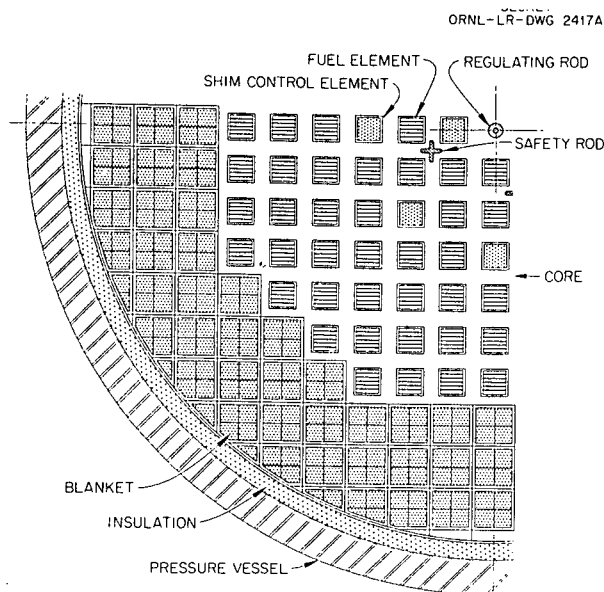 ORNL-LR-DWG 2417A
FUEL ELEMENT
REGULATING ROD
SHIM CONTROL ELEMENT
SAFETY ROD
CORE
BLANKET
INSULATION
PRESSURE VESSEL